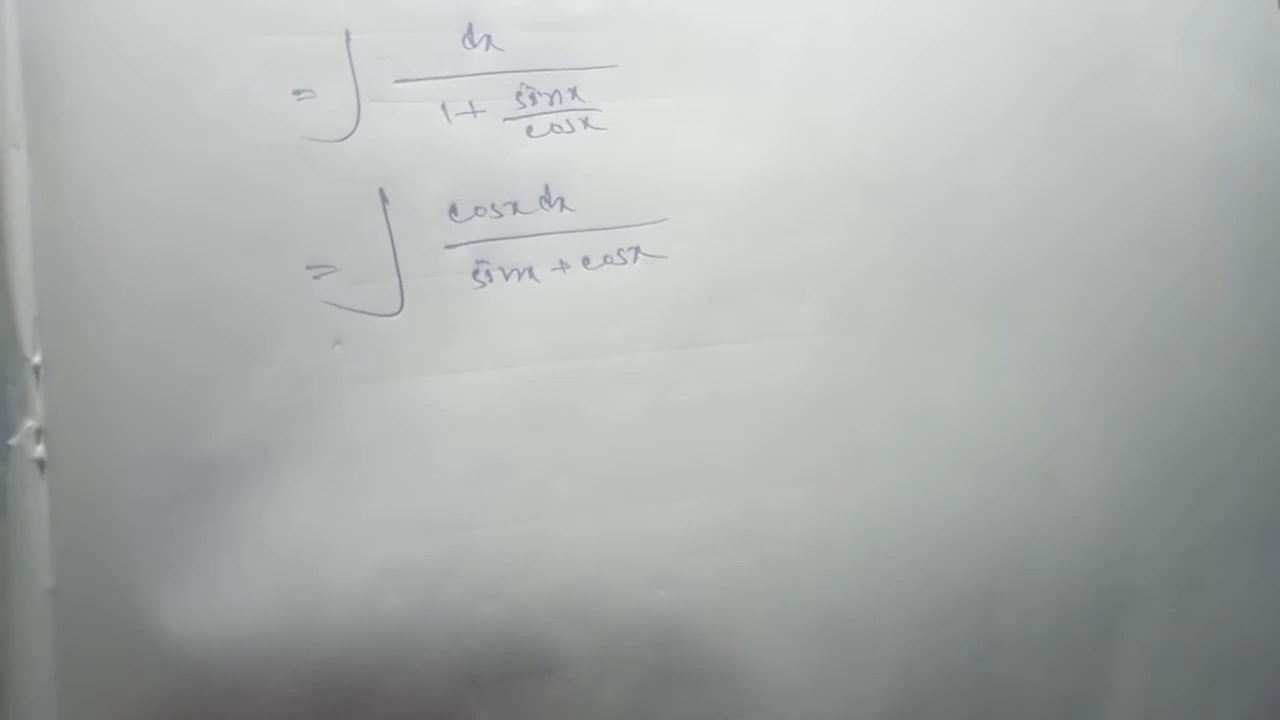 = ∫ dx / (1 + sinx/cosx)
= ∫ cosx dx / (sinx + cosx)